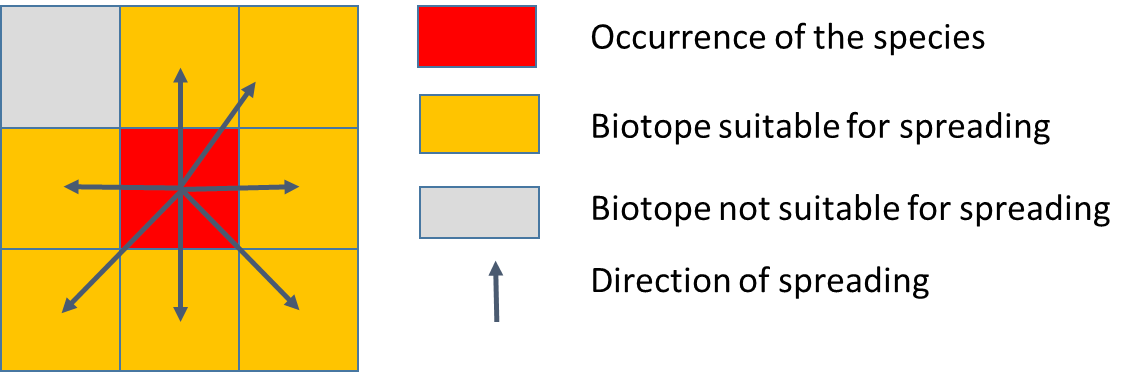 Occurrence of the species
Biotope suitable for spreading
Biotope not suitable for spreading
Direction of spreading